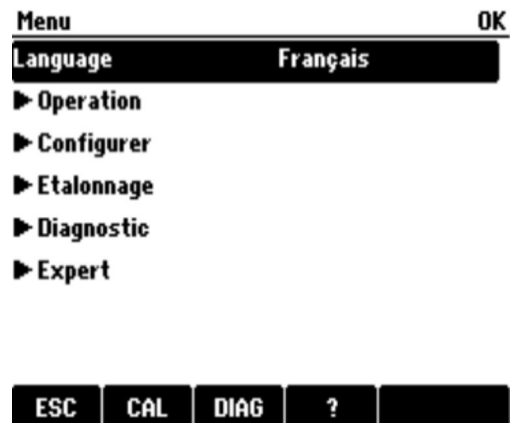 Menu OK
Language Français
Operation
Configurer
Etalonnage
Diagnostic
Expert
ESC CAL DIAG ?